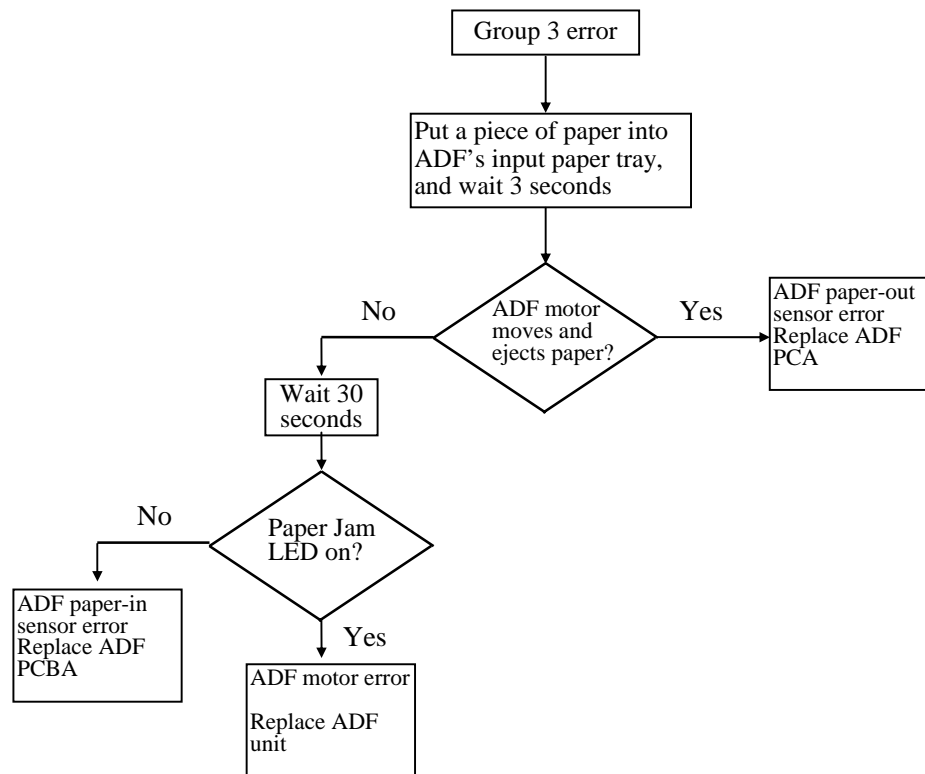 Group 3 error
Put a piece of paper into
ADF’s input paper tray,
and wait 3 seconds
No
ADF motor
moves and
ejects paper?
Yes
ADF paper-out
sensor error
Replace ADF
PCA
Wait 30
seconds
No
Paper Jam
LED on?
Yes
ADF paper-in
sensor error
Replace ADF
PCBA
ADF motor error
Replace ADF
unit